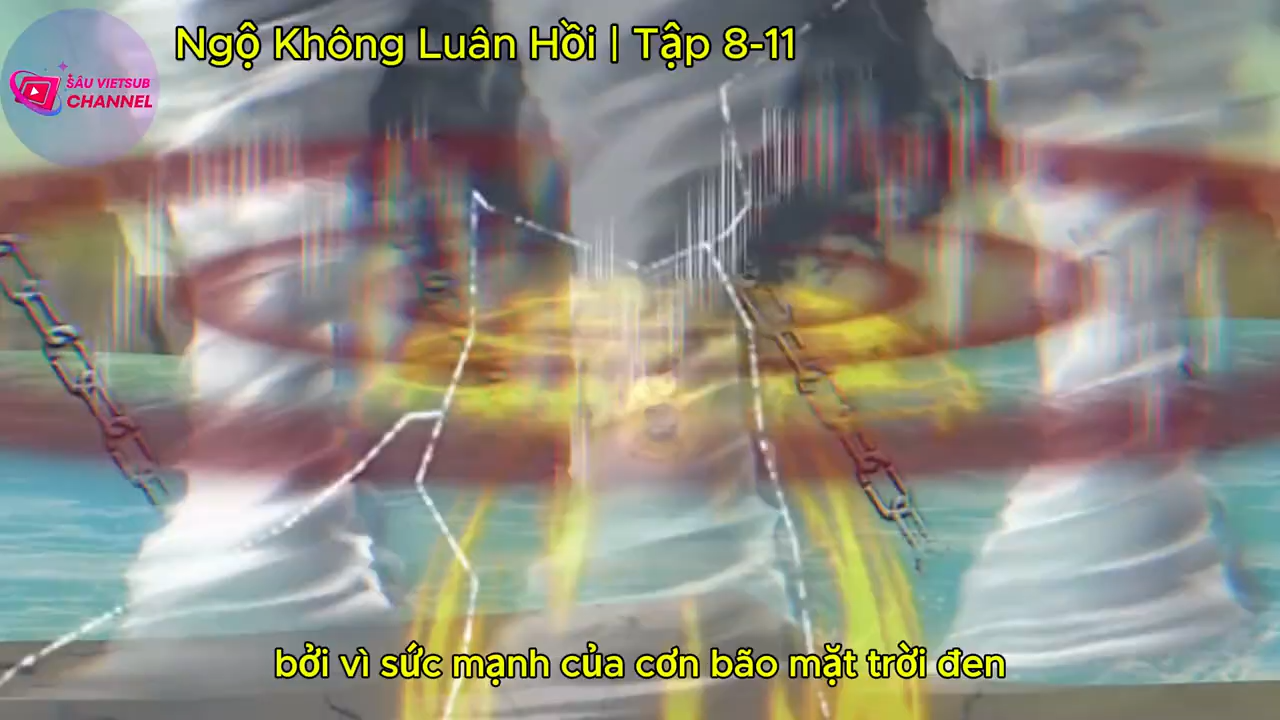 Ngộ Không Luân Hồi | Tập 8-11
SÂU VIETSUB
CHANNEL
bởi vì sức mạnh của cơn bão mặt trời đen